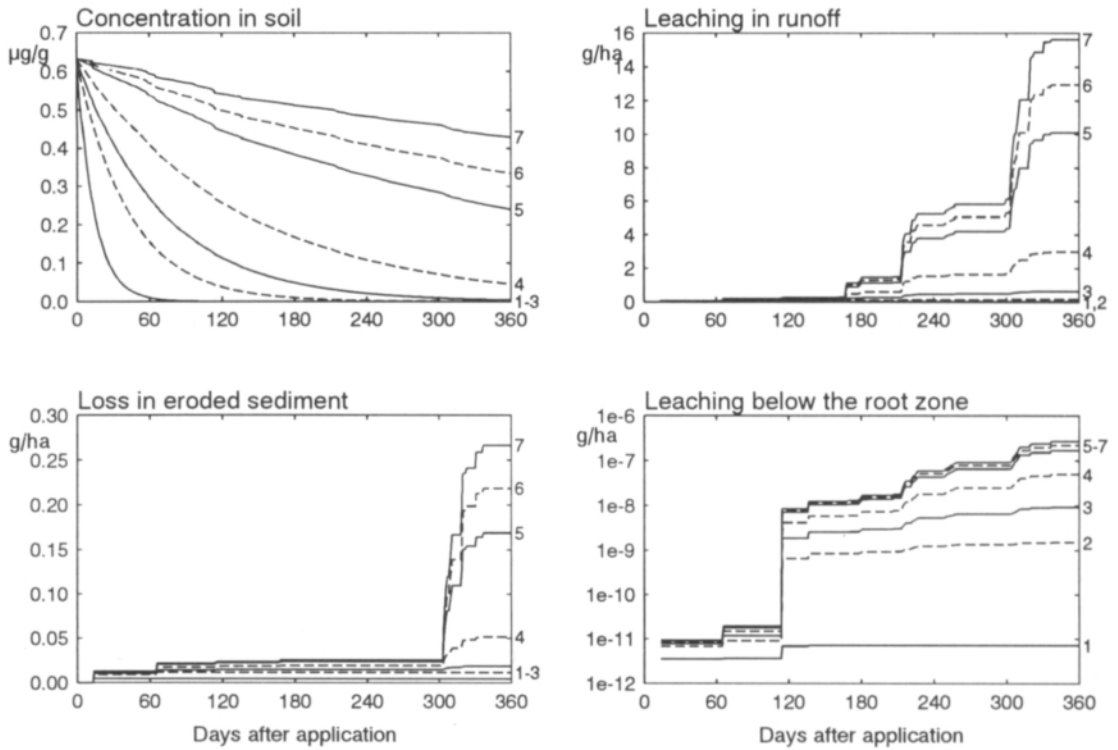 Concentration in soil
µg/g
0.7
0.6
0.5
0.4
0.3
0.2
0.1
0.0
7
6
5
4
1-3
0 60 120 180 240 300 360
Leaching in runoff
g/ha
16
14
12
10
8
6
4
2
0
7
6
5
4
3
1,2
0 60 120 180 240 300 360
Loss in eroded sediment
g/ha
0.30
0.25
0.20
0.15
0.10
0.05
0.00
7
6
5
4
1-3
0 60 120 180 240 300 360
Days after application
Leaching below the root zone
g/ha
1e-6
1e-7
1e-8
1e-9
1e-10
1e-11
1e-12
5-7
4
3
2
1
0 60 120 180 240 300 360
Days after application